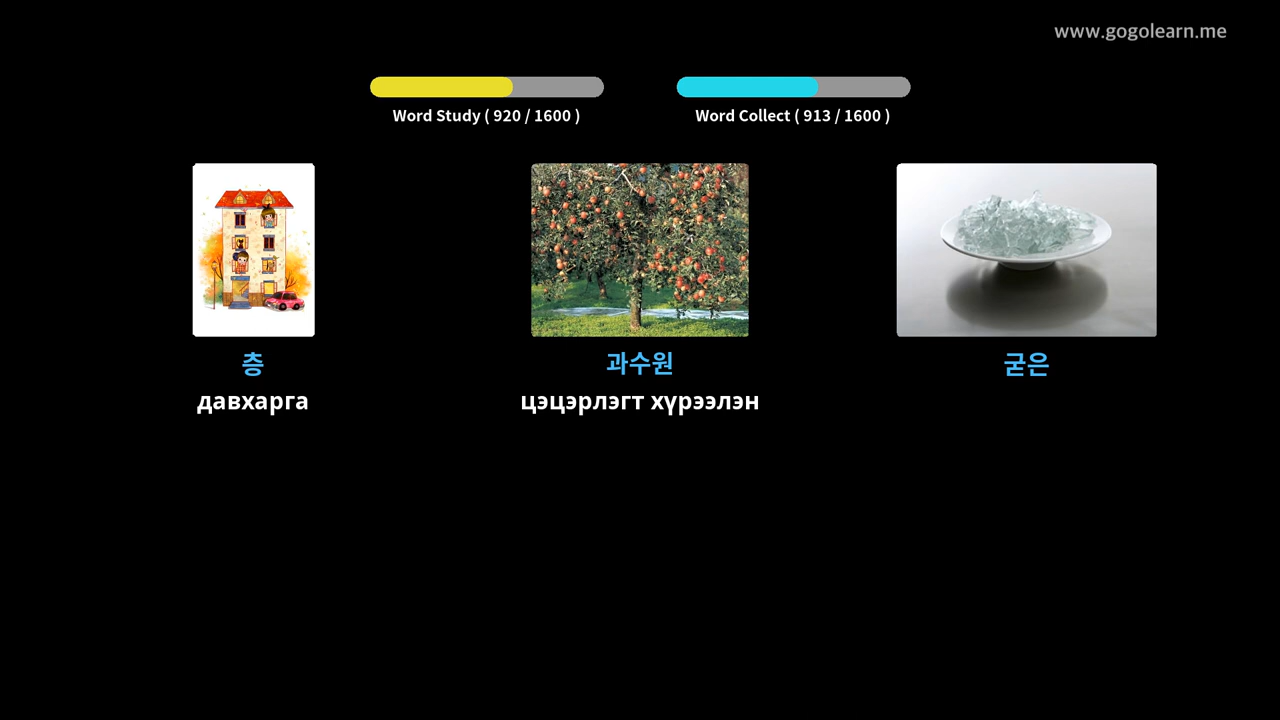 www.gogolearn.me
Word Study ( 920 / 1600 )
Word Collect ( 913 / 1600 )
층
과수원
굳은
давхарга
цэцэрлэгт хүрээлэн